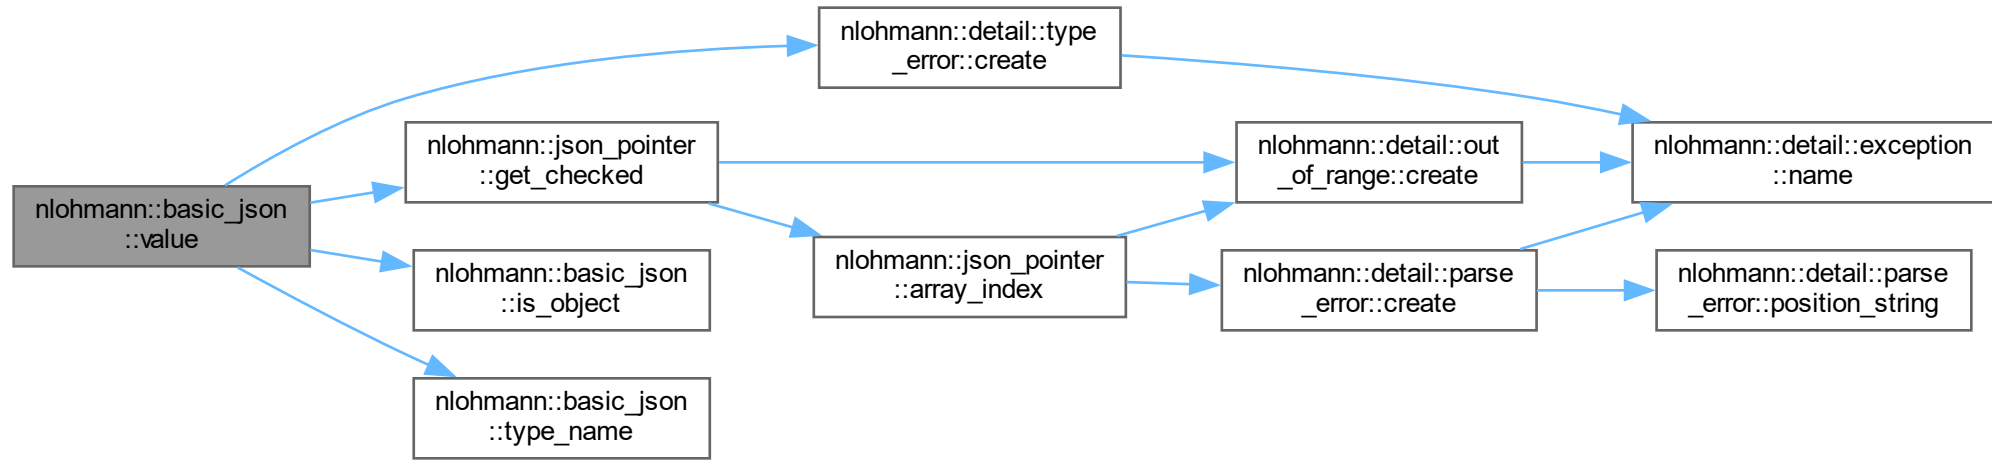 nlohmann::detail::type
_error::create
nlohmann::json_pointer
::get_checked
nlohmann::detail::out
_of_range::create
nlohmann::detail::exception
::name
nlohmann::basic_json
::value
nlohmann::basic_json
::is_object
nlohmann::json_pointer
::array_index
nlohmann::detail::parse
_error::create
nlohmann::detail::parse
_error::position_string
nlohmann::basic_json
::type_name